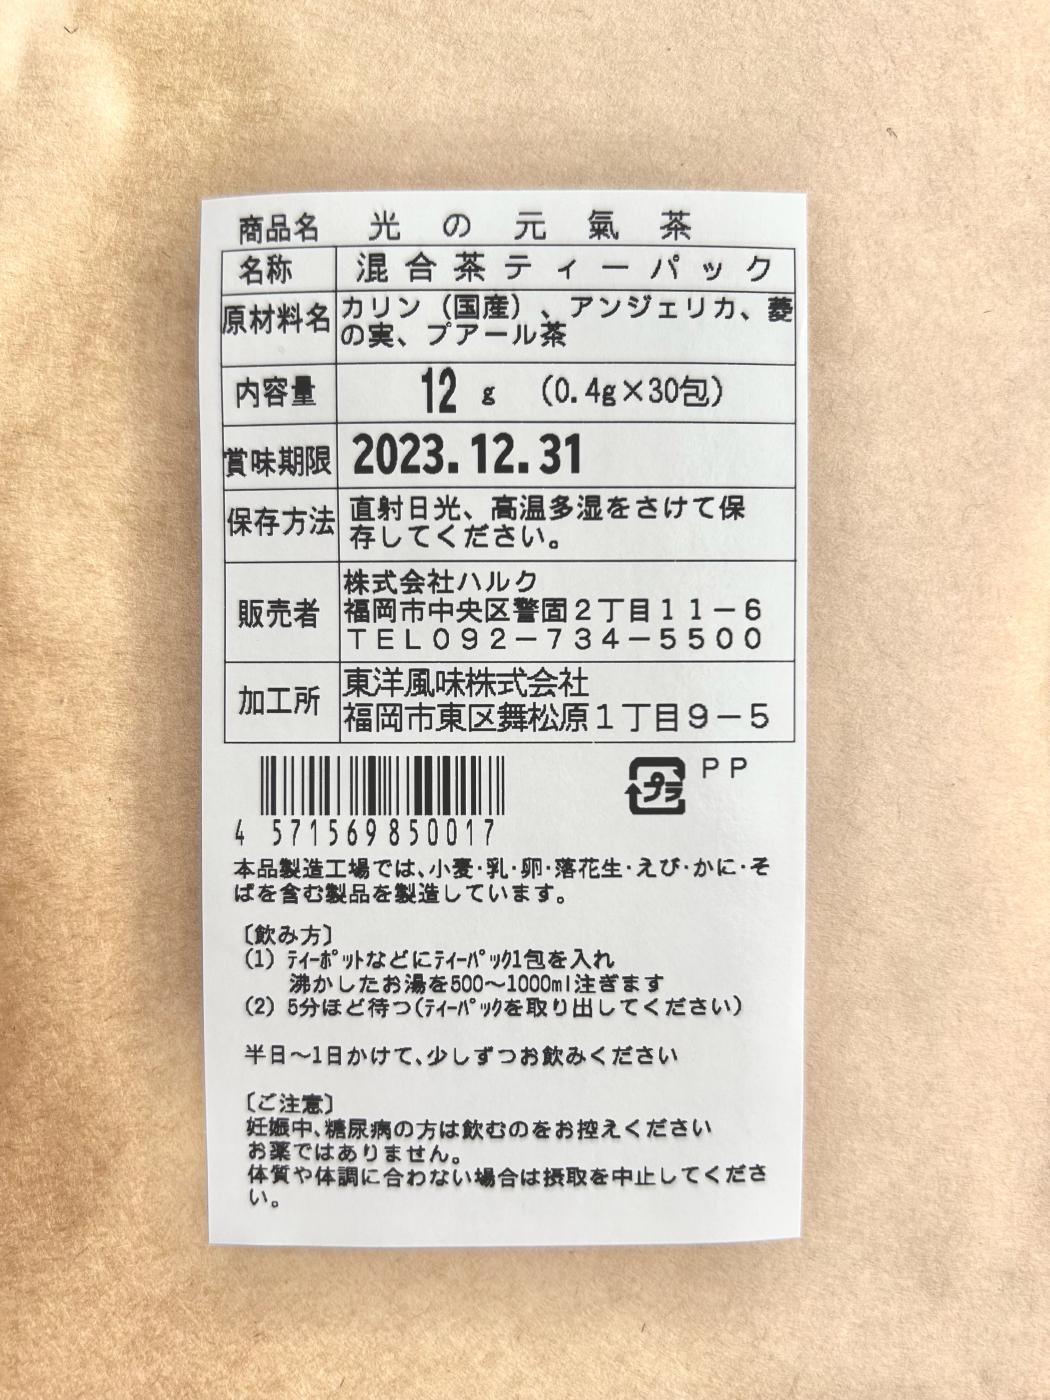 商品名 光の元氣茶
名称 混合茶ティーパック
原材料名 カリン（国産）、アンジェリカ、菱
の実、プアール茶
内容量 12 g （0.4g×30包）
賞味期限 2023.12.31
保存方法 直射日光、高温多湿をさけて保
存してください。
販売者 株式会社ハルク
福岡市中央区警固２丁目１１－６
ＴＥＬ０９２－７３４－５５００
加工所 東洋風味株式会社
福岡市東区舞松原１丁目９－５
プラ ＰＰ
4 571569850017
本品製造工場では、小麦・乳・卵・落花生・えび・かに・そ
ばを含む製品を製造しています。
〔飲み方〕
(1) ﾃｨｰﾎﾟｯﾄなどにﾃｨｰﾊﾟｯｸ1包を入れ
沸かしたお湯を500～1000ml注ぎます
(2) 5分ほど待つ(ﾃｨｰﾊﾟｯｸを取り出してください)
半日～1日かけて、少しずつお飲みください
〔ご注意〕
妊娠中、糖尿病の方は飲むのをお控えください
お薬ではありません。
体質や体調に合わない場合は摂取を中止してくださ
い。